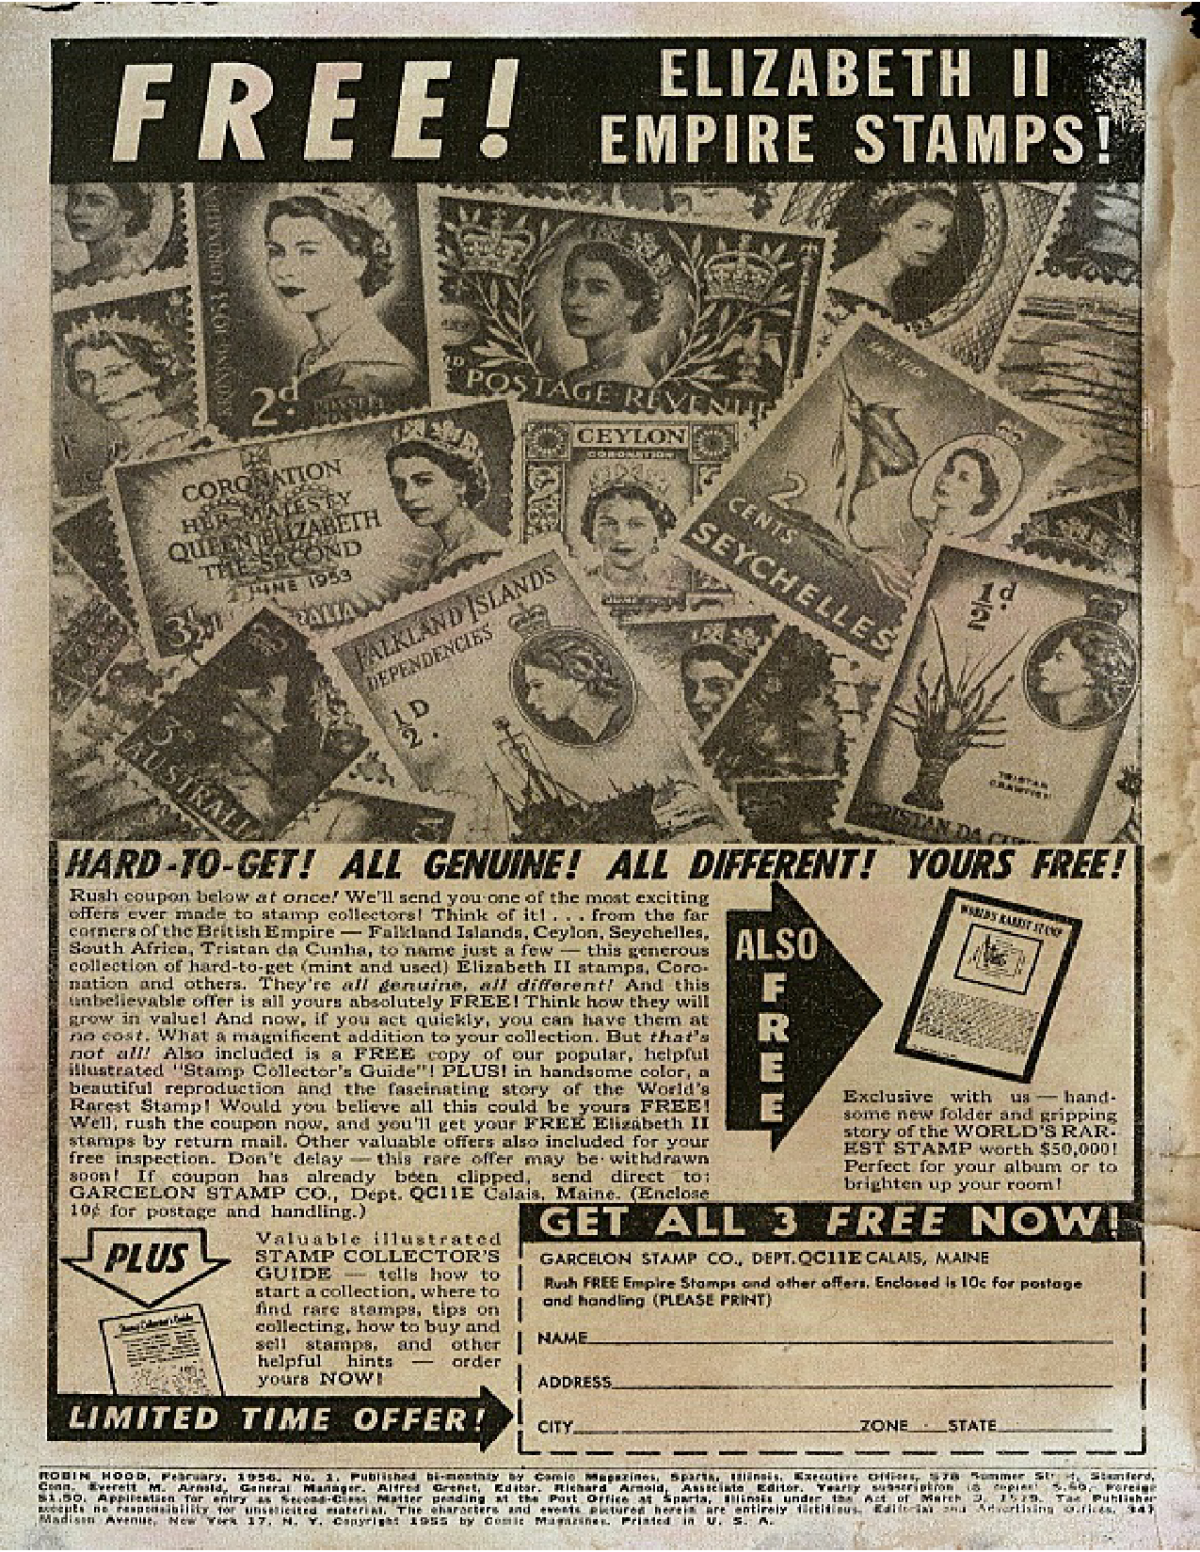 FREE!
ELIZABETH II
EMPIRE STAMPS!
2d
POSTAGE REVENUE
CORONATION
HER MAJESTY
QUEEN ELIZABETH
THE SECOND
2 JUNE 1953
CEYLON
CORONATION
2
CENTS
SEYCHELLES
FALKLAND ISLANDS
DEPENDENCIES
1/2 D.
AUSTRALI
1/2 d.
TRISTAN
CRAWFISH
TRISTAN DA CU
HARD-TO-GET! ALL GENUINE! ALL DIFFERENT! YOURS FREE!
Rush coupon below at once! We'll send you one of the most exciting
offers ever made to stamp collectors! Think of it! . . . from the far
corners of the British Empire — Falkland Islands, Ceylon, Seychelles,
South Africa, Tristan da Cunha, to name just a few — this generous
collection of hard-to-get (mint and used) Elizabeth II stamps, Coro-
nation and others. They're all genuine, all different! And this
unbelievable offer is all yours absolutely FREE! Think how they will
grow in value! And now, if you act quickly, you can have them at
no cost. What a magnificent addition to your collection. But that's
not all! Also included is a FREE copy of our popular, helpful
illustrated "Stamp Collector's Guide"! PLUS! in handsome color, a
beautiful reproduction and the fascinating story of the World's
Rarest Stamp! Would you believe all this could be yours FREE!
Well, rush the coupon now, and you'll get your FREE Elizabeth II
stamps by return mail. Other valuable offers also included for your
free inspection. Don't delay — this rare offer may be withdrawn
soon! If coupon has already been clipped, send direct to:
GARCELON STAMP CO., Dept. QC11E Calais, Maine. (Enclose
10¢ for postage and handling.)
ALSO
FREE
WORLD'S RAREST STAMP
Exclusive with us — hand-
some new folder and gripping
story of the WORLD'S RAR-
EST STAMP worth $50,000!
Perfect for your album or to
brighten up your room!
PLUS
Stamp Collector's Guide
Valuable illustrated
STAMP COLLECTOR'S
GUIDE — tells how to
start a collection, where to
find rare stamps, tips on
collecting, how to buy and
sell stamps, and other
helpful hints — order
yours NOW!
LIMITED TIME OFFER!
GET ALL 3 FREE NOW!
GARCELON STAMP CO., DEPT. QC11E CALAIS, MAINE
Rush FREE Empire Stamps and other offers. Enclosed is 10c for postage
and handling (PLEASE PRINT)
NAME
ADDRESS
CITY ZONE STATE
ROBIN HOOD, February, 1956. No. 1. Published bi-monthly by Comic Magazines, Sparta, Illinois. Executive Offices, 578 Summer Stamford,
Conn. Everett M. Arnold, General Manager. Alfred Grenet, Editor. Richard Arnold, Associate Editor. Yearly subscription Foreign
$1.50. Application for entry as Second-Class Matter pending at the Post Office at Sparta, Illinois under the Act of March 3, 1879. The Publisher
accepts no responsibility for unsolicited material. The characters and events pictured herein are entirely fictitious. Editorial and Advertising Offices, 347
Madison Avenue, New York 17, N. Y. Copyright 1955 by Comic Magazines. Printed in U. S. A.